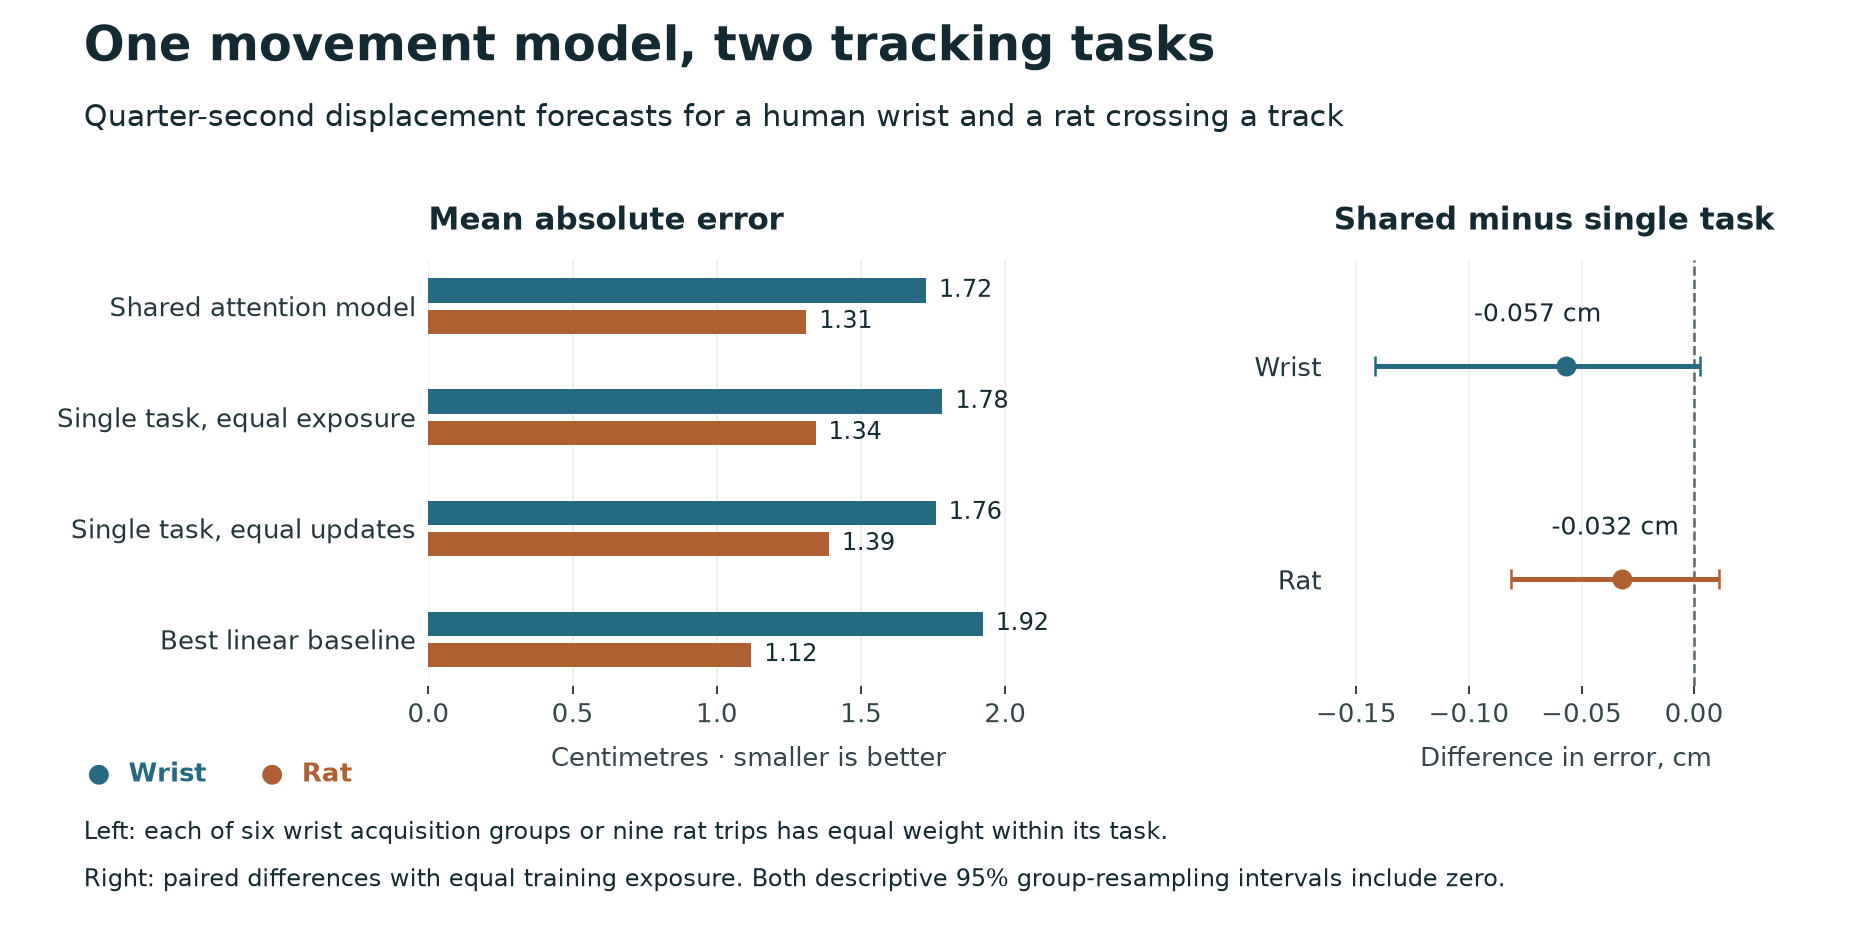 One movement model, two tracking tasks
Quarter-second displacement forecasts for a human wrist and a rat crossing a track
Mean absolute error
Shared attention model
1.72
1.31
Single task, equal exposure
1.78
1.34
Single task, equal updates
1.76
1.39
Best linear baseline
1.92
1.12
0.0 0.5 1.0 1.5 2.0
Centimetres · smaller is better
Wrist Rat
Shared minus single task
-0.057 cm
Wrist
-0.032 cm
Rat
−0.15 −0.10 −0.05 0.00
Difference in error, cm
Left: each of six wrist acquisition groups or nine rat trips has equal weight within its task.
Right: paired differences with equal training exposure. Both descriptive 95% group-resampling intervals include zero.